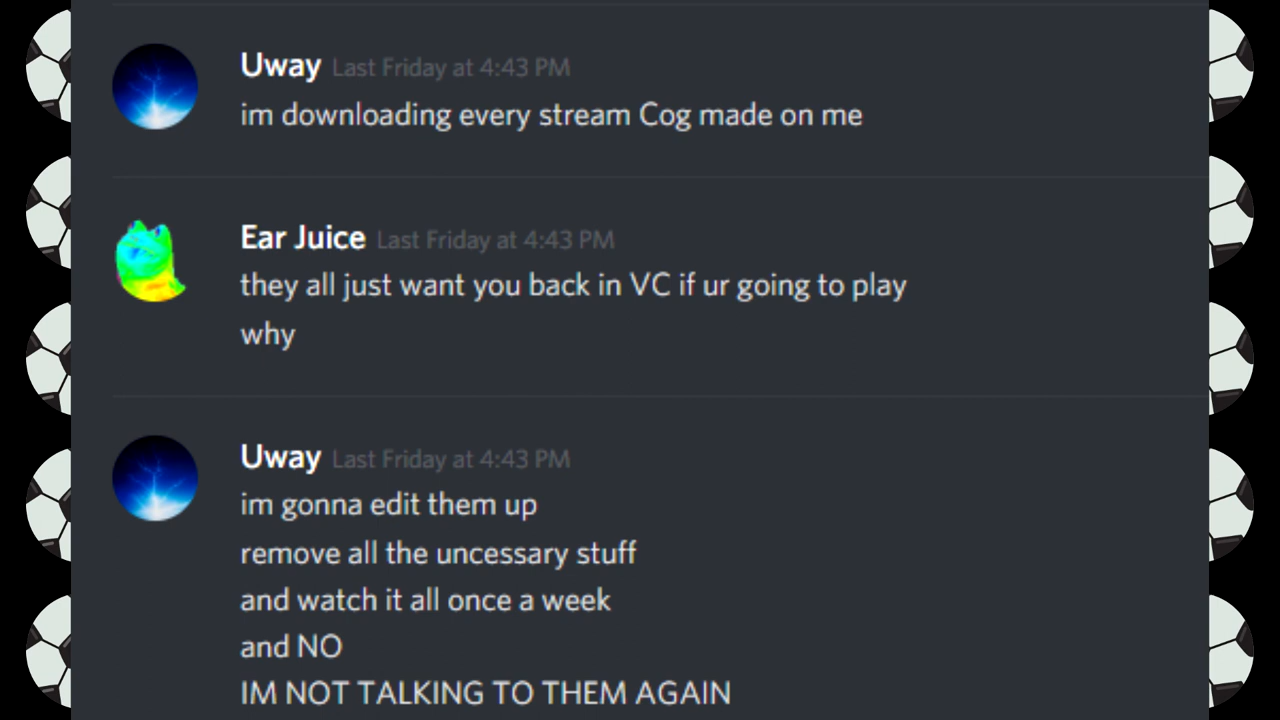 Uway Last Friday at 4:43 PM
im downloading every stream Cog made on me
Ear Juice Last Friday at 4:43 PM
they all just want you back in VC if ur going to play
why
Uway Last Friday at 4:43 PM
im gonna edit them up
remove all the uncessary stuff
and watch it all once a week
and NO
IM NOT TALKING TO THEM AGAIN